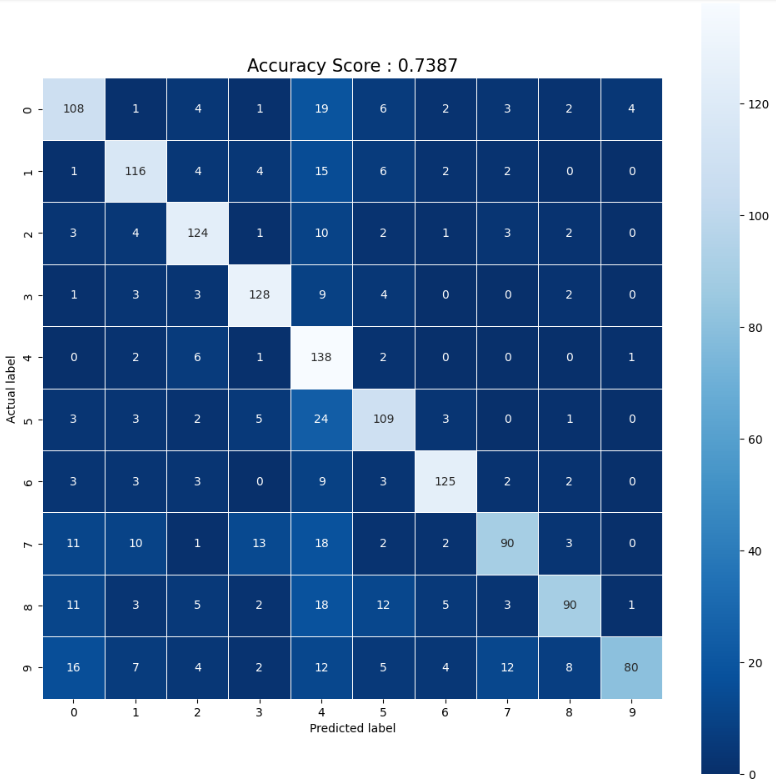 Accuracy Score : 0.7387
0 108 1 4 1 19 6 2 3 2 4
1 1 116 4 4 15 6 2 2 0 0
2 3 4 124 1 10 2 1 3 2 0
3 1 3 3 128 9 4 0 0 2 0
4 0 2 6 1 138 2 0 0 0 1
5 3 3 2 5 24 109 3 0 1 0
6 3 3 3 0 9 3 125 2 2 0
7 11 10 1 13 18 2 2 90 3 0
8 11 3 5 2 18 12 5 3 90 1
9 16 7 4 2 12 5 4 12 8 80
Actual label
0 1 2 3 4 5 6 7 8 9
Predicted label
120
100
80
60
40
20
0